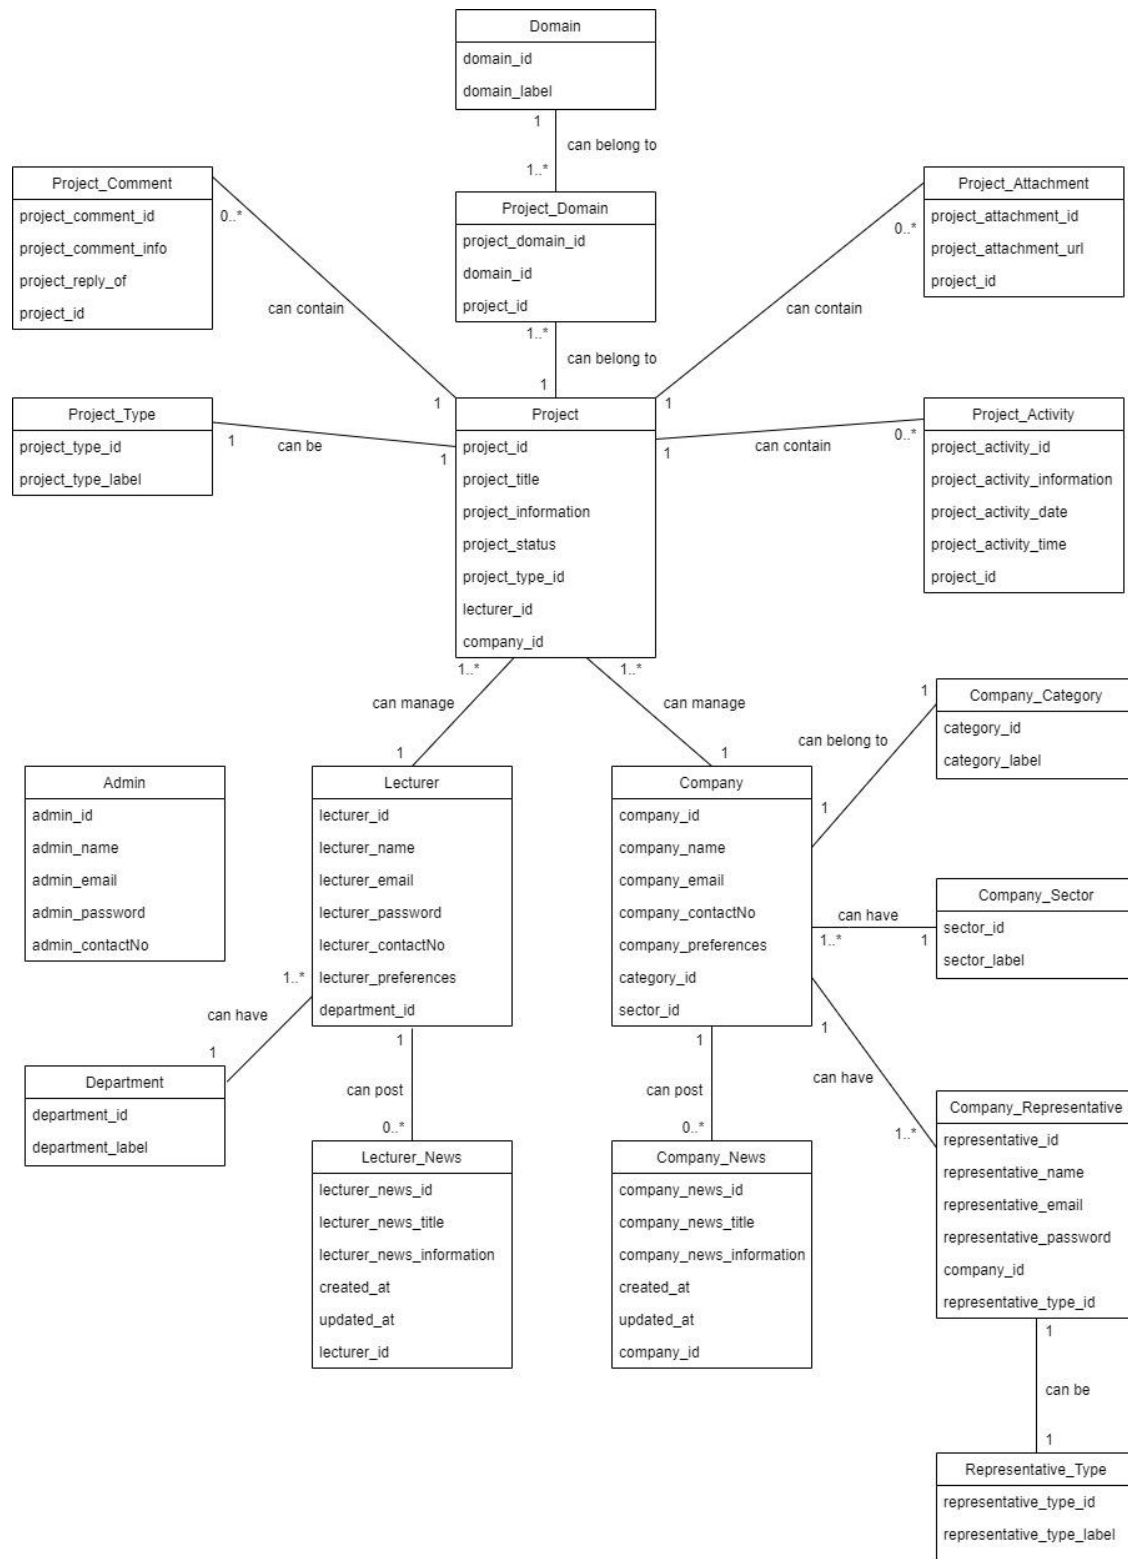 Domain
domain_id
domain_label
1
can belong to
1..*
Project_Comment
project_comment_id
project_comment_info
project_reply_of
project_id
0..*
can contain
1
Project_Domain
project_domain_id
domain_id
project_id
1..*
can belong to
1
Project_Attachment
project_attachment_id
project_attachment_url
project_id
0..*
can contain
1
Project_Type
project_type_id
project_type_label
1
can be
1
Project
project_id
project_title
project_information
project_status
project_type_id
lecturer_id
company_id
1
can contain
0..*
Project_Activity
project_activity_id
project_activity_information
project_activity_date
project_activity_time
project_id
1..*
can manage
1
1..*
can manage
1
Company_Category
category_id
category_label
1
can belong to
1
Admin
admin_id
admin_name
admin_email
admin_password
admin_contactNo
Lecturer
lecturer_id
lecturer_name
lecturer_email
lecturer_password
lecturer_contactNo
lecturer_preferences
department_id
Company
company_id
company_name
company_email
company_contactNo
company_preferences
category_id
sector_id
Company_Sector
sector_id
sector_label
can have
1..*
1
1..*
can have
1
Department
department_id
department_label
1
can post
0..*
1
can post
0..*
1
can have
1..*
Lecturer_News
lecturer_news_id
lecturer_news_title
lecturer_news_information
created_at
updated_at
lecturer_id
Company_News
company_news_id
company_news_title
company_news_information
created_at
updated_at
company_id
Company_Representative
representative_id
representative_name
representative_email
representative_password
company_id
representative_type_id
1
can be
1
Representative_Type
representative_type_id
representative_type_label